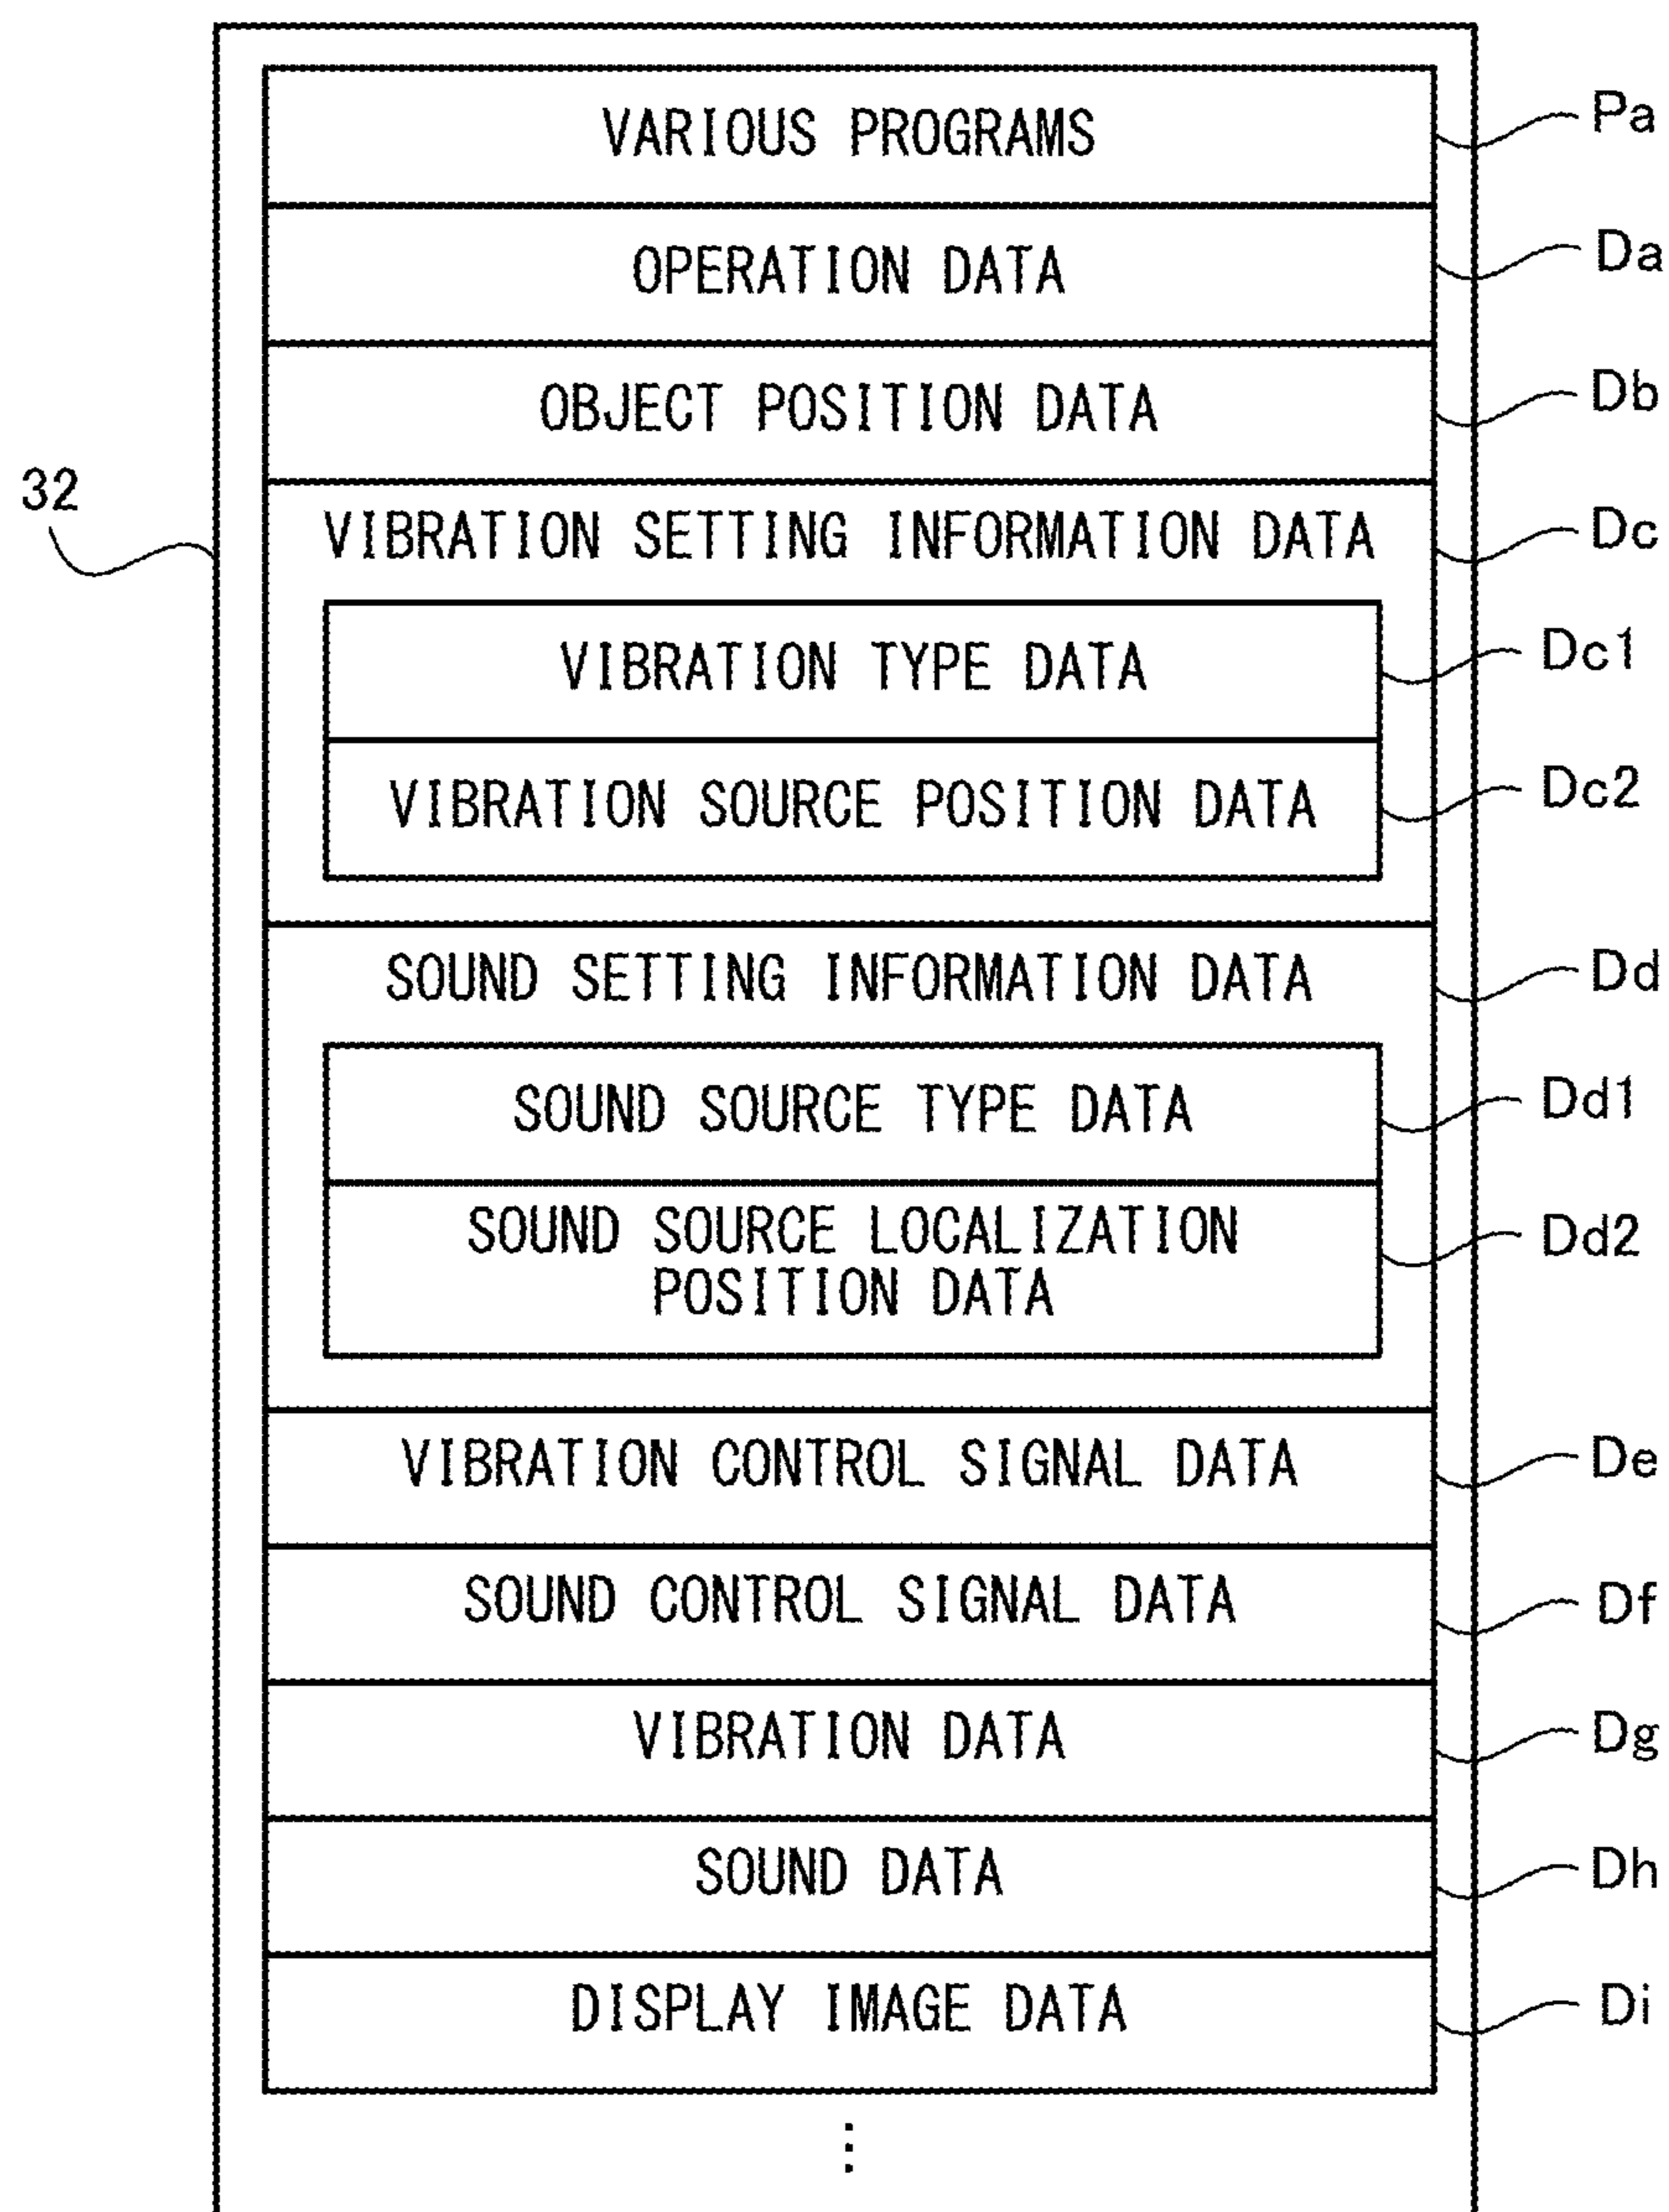 VARIOUS PROGRAMS Pa
OPERATION DATA Da
OBJECT POSITION DATA Db
32
VIBRATION SETTING INFORMATION DATA Dc
VIBRATION TYPE DATA Dc1
VIBRATION SOURCE POSITION DATA Dc2
SOUND SETTING INFORMATION DATA Dd
SOUND SOURCE TYPE DATA Dd1
SOUND SOURCE LOCALIZATION Dd2
POSITION DATA
VIBRATION CONTROL SIGNAL DATA De
SOUND CONTROL SIGNAL DATA Df
VIBRATION DATA Dg
SOUND DATA Dh
DISPLAY IMAGE DATA Di